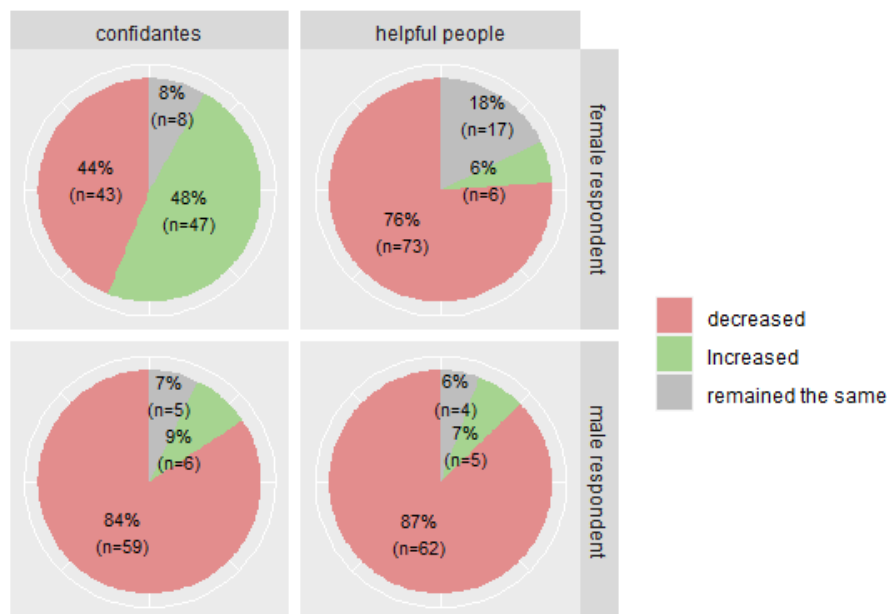 confidantes
helpful people
8%
(n=8)
44%
(n=43)
48%
(n=47)
18%
(n=17)
6%
(n=6)
76%
(n=73)
female respondent
7%
(n=5)
9%
(n=6)
84%
(n=59)
6%
(n=4)
7%
(n=5)
87%
(n=62)
male respondent
decreased
Increased
remained the same